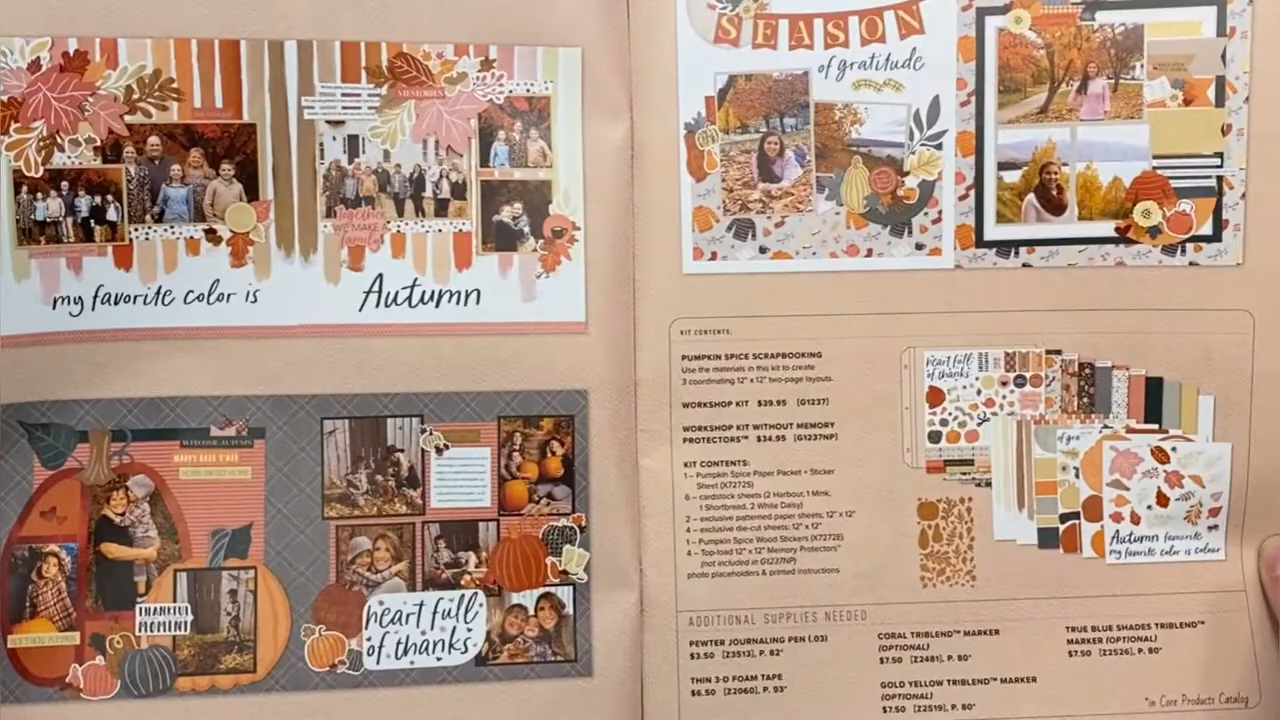 MEMORIES
Together
WE MAKE A
family
my favorite color is
Autumn
WELCOME AUTUMN
HAPPY FALL Y'ALL
HOME SWEET HOME
THANKFUL
MOMENT
heart full
of thanks
SEASON
of gratitude
KIT CONTENTS:
PUMPKIN SPICE SCRAPBOOKING
Use the materials in this kit to create
3 coordinating 12" x 12" two-page layouts.
WORKSHOP KIT $39.95 [G1237]
WORKSHOP KIT WITHOUT MEMORY
PROTECTORS™ $34.95 [G1237NP]
KIT CONTENTS:
1 – Pumpkin Spice Paper Packet + Sticker
Sheet (X7272S)
6 – cardstock sheets (2 Harbour, 1 Mink,
1 Shortbread, 2 White Daisy)
2 – exclusive patterned paper sheets; 12" x 12"
4 – exclusive die-cut sheets; 12" x 12"
1 – Pumpkin Spice Wood Stickers (X7272E)
4 – Top-load 12" x 12" Memory Protectors™
(not included in G1237NP)
photo placeholders & printed instructions
heart full
of thanks
of gra
Autumn favorite
my favorite color is colour
ADDITIONAL SUPPLIES NEEDED
PEWTER JOURNALING PEN (.03)
$3.50 [Z3513], P. 82*
THIN 3-D FOAM TAPE
$6.50 [Z2060], P. 93*
CORAL TRIBLEND™ MARKER
(OPTIONAL)
$7.50 [Z2481], P. 80*
GOLD YELLOW TRIBLEND™ MARKER
(OPTIONAL)
$7.50 [Z2519], P. 80*
TRUE BLUE SHADES TRIBLEND™
MARKER (OPTIONAL)
$7.50 [Z2526], P. 80*
*in Core Products Catalog